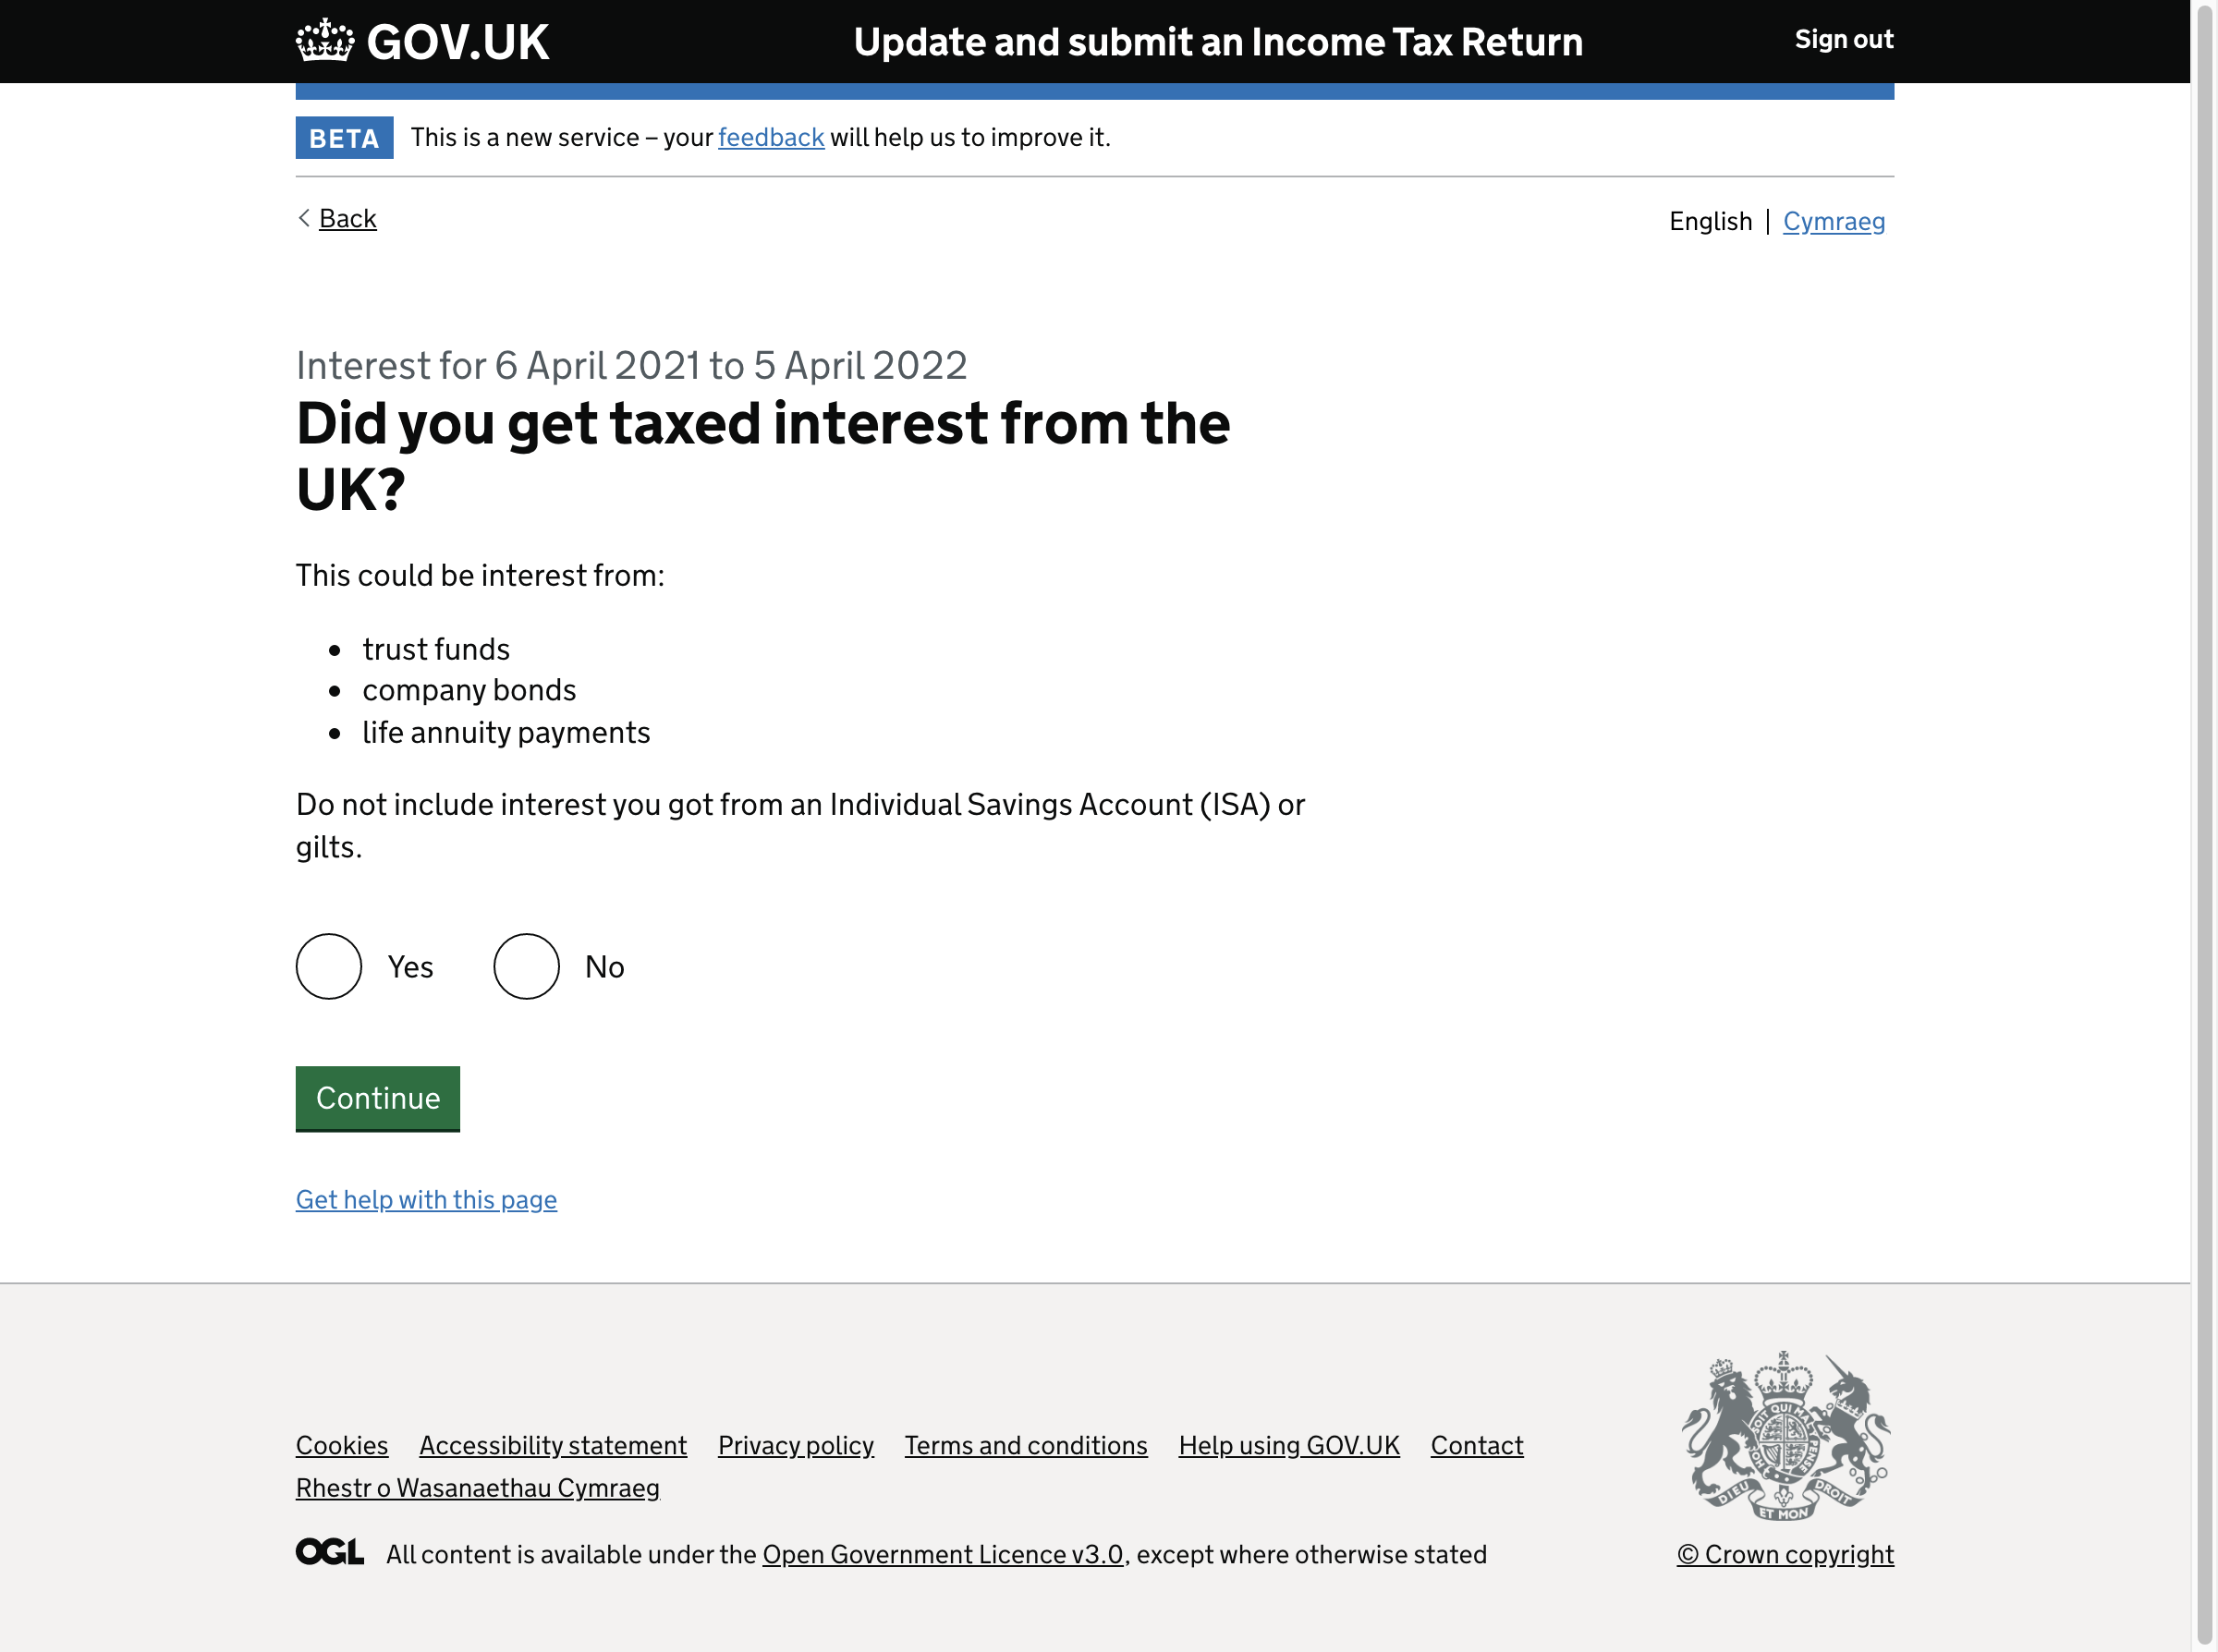 GOV.UK
Update and submit an Income Tax Return
Sign out
BETA
This is a new service – your feedback will help us to improve it.
Back
English | Cymraeg
Interest for 6 April 2021 to 5 April 2022
Did you get taxed interest from the
UK?
This could be interest from:
• trust funds
• company bonds
• life annuity payments
Do not include interest you got from an Individual Savings Account (ISA) or
gilts.
Yes
No
Continue
Get help with this page
Cookies
Accessibility statement
Privacy policy
Terms and conditions
Help using GOV.UK
Contact
Rhestr o Wasanaethau Cymraeg
OGL
All content is available under the Open Government Licence v3.0, except where otherwise stated
DIEU
ET MON
DROIT
© Crown copyright